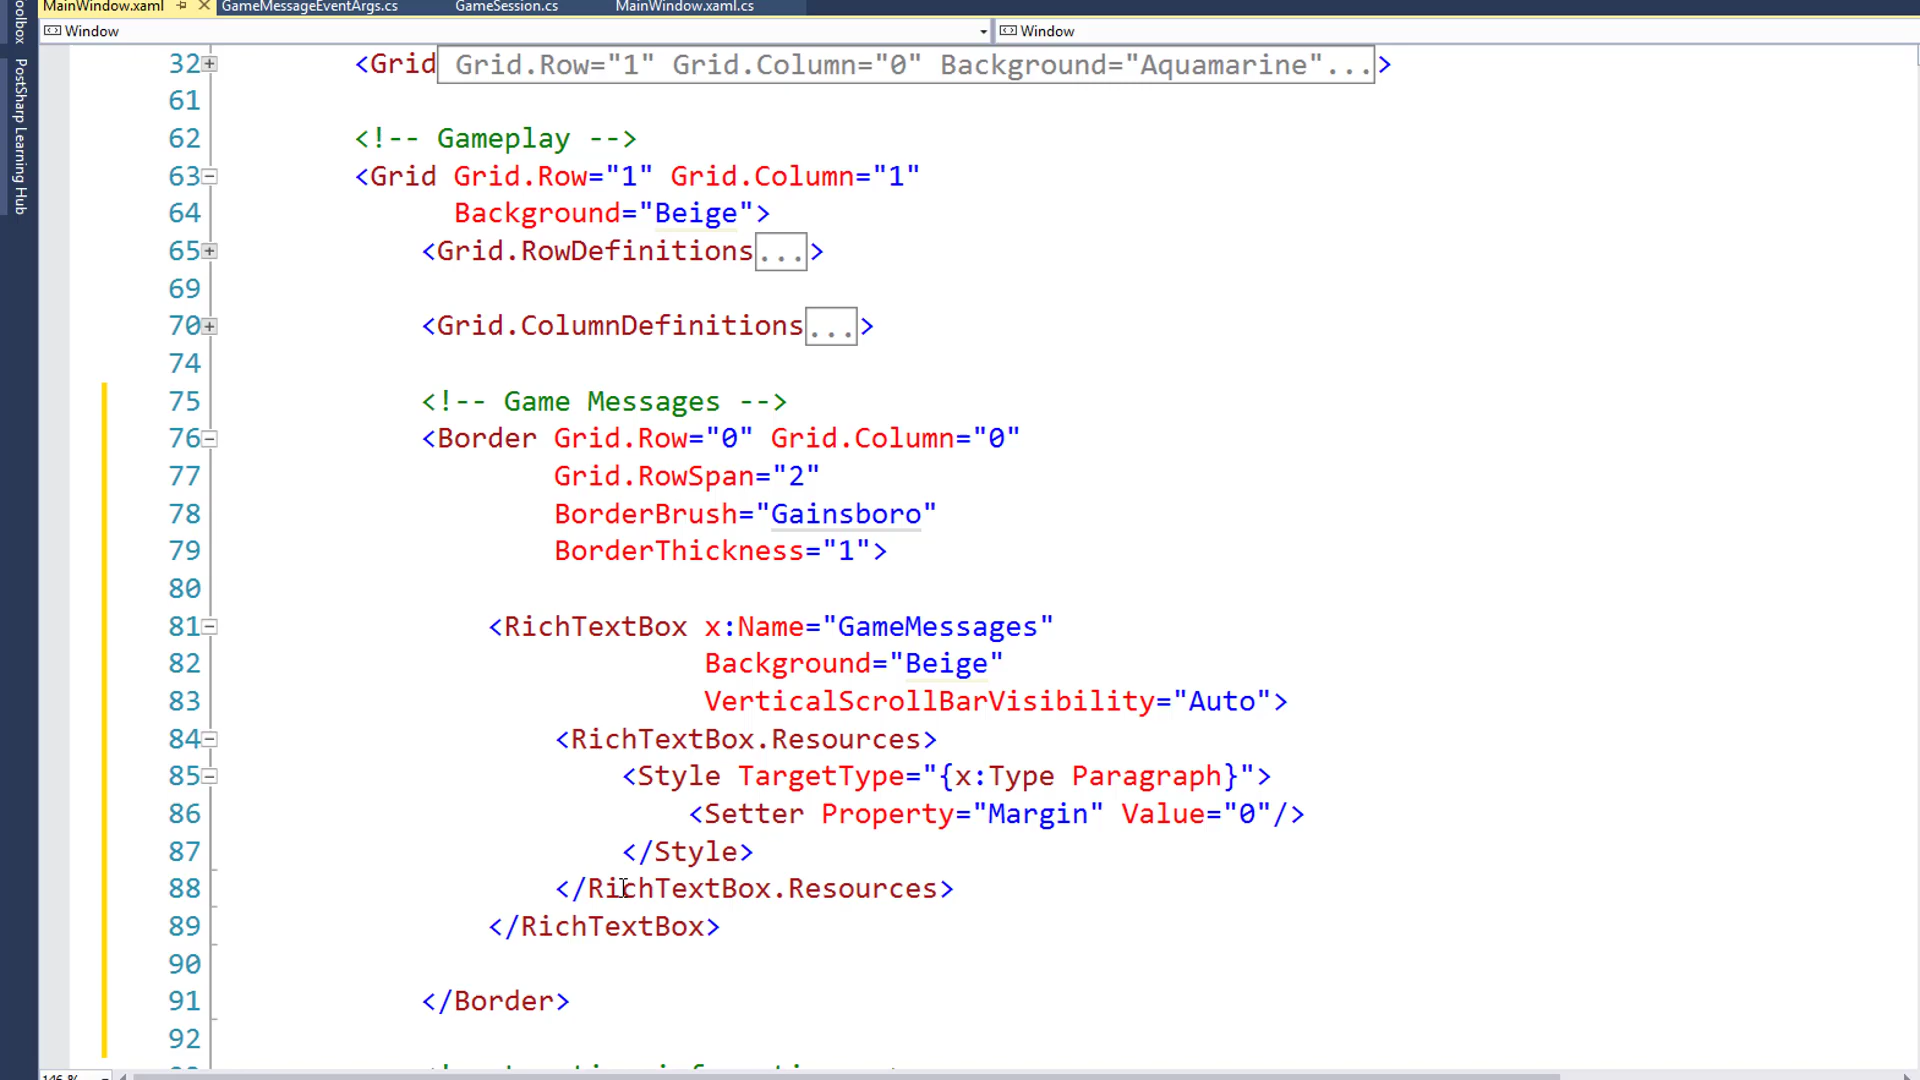 MainWindow.xaml GameMessageEventArgs.cs GameSession.cs MainWindow.xaml.cs
Window Window
PostSharp Learning Hub
32 <Grid Grid.Row="1" Grid.Column="0" Background="Aquamarine"...>
61
62 <!-- Gameplay -->
63 <Grid Grid.Row="1" Grid.Column="1"
64 Background="Beige">
65 <Grid.RowDefinitions...>
69
70 <Grid.ColumnDefinitions...>
74
75 <!-- Game Messages -->
76 <Border Grid.Row="0" Grid.Column="0"
77 Grid.RowSpan="2"
78 BorderBrush="Gainsboro"
79 BorderThickness="1">
80
81 <RichTextBox x:Name="GameMessages"
82 Background="Beige"
83 VerticalScrollBarVisibility="Auto">
84 <RichTextBox.Resources>
85 <Style TargetType="{x:Type Paragraph}">
86 <Setter Property="Margin" Value="0"/>
87 </Style>
88 </RichTextBox.Resources>
89 </RichTextBox>
90
91 </Border>
92